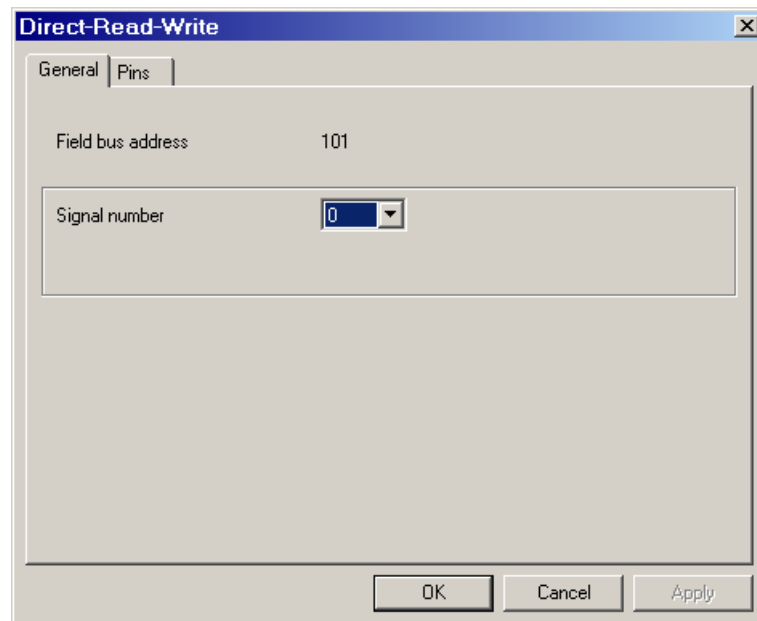 Direct-Read-Write
General Pins
Field bus address 101
Signal number 0
OK Cancel Apply